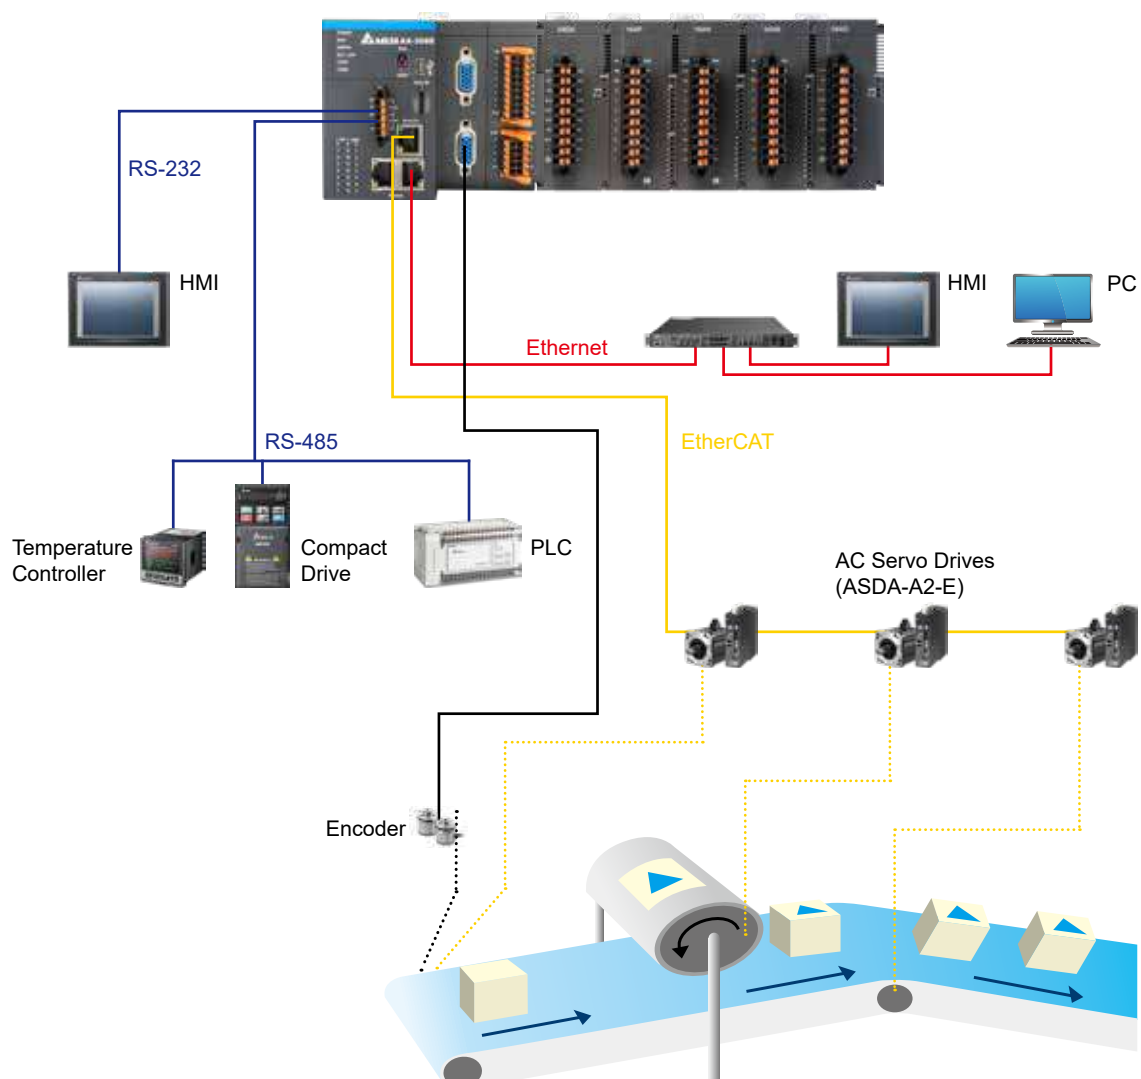 RS-232
HMI
HMI
PC
Ethernet
RS-485
EtherCAT
Temperature
Controller
Compact
Drive
PLC
AC Servo Drives
(ASDA-A2-E)
Encoder